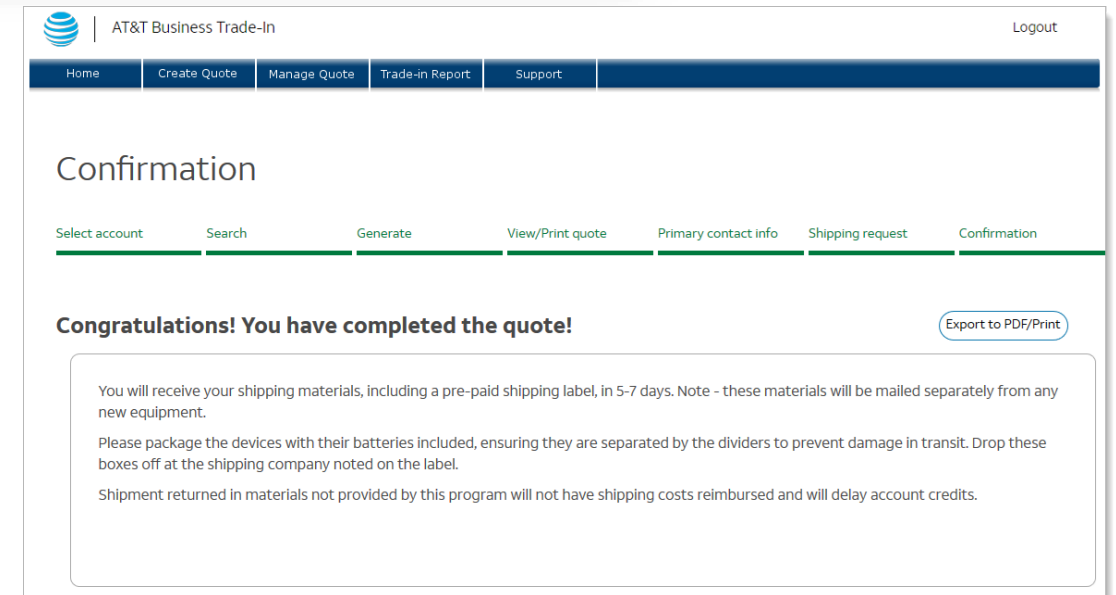 AT&T Business Trade-In
Logout
Home
Create Quote
Manage Quote
Trade-in Report
Support
Confirmation
Select account
Search
Generate
View/Print quote
Primary contact info
Shipping request
Confirmation
Congratulations! You have completed the quote!
Export to PDF/Print
You will receive your shipping materials, including a pre-paid shipping label, in 5-7 days. Note - these materials will be mailed separately from any
new equipment.
Please package the devices with their batteries included, ensuring they are separated by the dividers to prevent damage in transit. Drop these
boxes off at the shipping company noted on the label.
Shipment returned in materials not provided by this program will not have shipping costs reimbursed and will delay account credits.